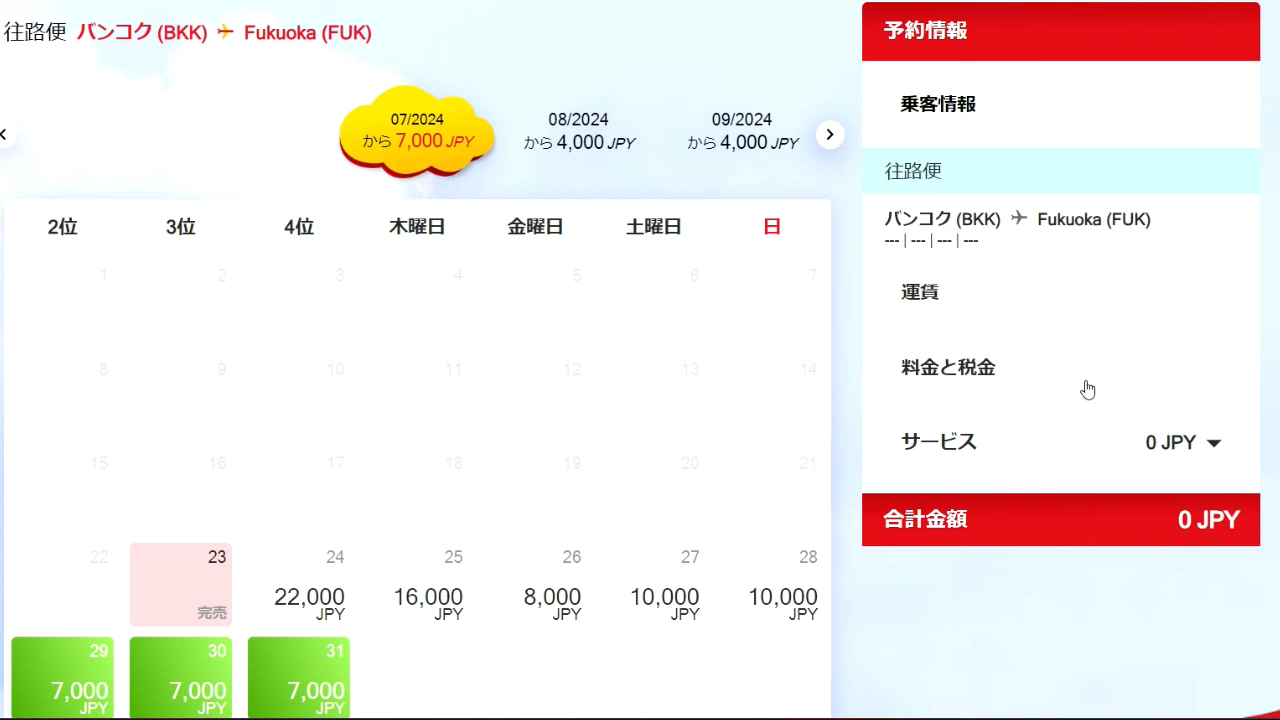 往路便 バンコク (BKK) Fukuoka (FUK)
07/2024
から 7,000 JPY
08/2024
から 4,000 JPY
09/2024
から 4,000 JPY
2位 3位 4位 木曜日 金曜日 土曜日 日
1 2 3 4 5 6 7
8 9 10 11 12 13 14
15 16 17 18 19 20 21
22 23 24 25 26 27 28
完売 22,000 JPY 16,000 JPY 8,000 JPY 10,000 JPY 10,000 JPY
29 30 31
7,000 JPY 7,000 JPY 7,000 JPY
予約情報
乗客情報
往路便
バンコク (BKK) Fukuoka (FUK)
--- | --- | --- | ---
運賃
料金と税金
サービス 0 JPY
合計金額 0 JPY